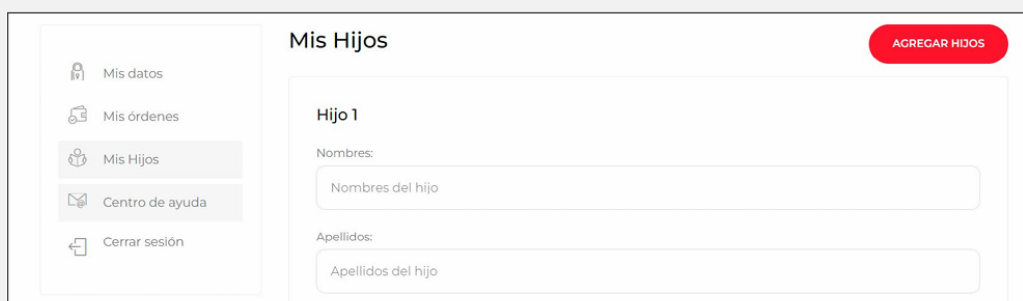 Mis datos
Mis órdenes
Mis Hijos
Centro de ayuda
Cerrar sesión
Mis Hijos
AGREGAR HIJOS
Hijo 1
Nombres:
Nombres del hijo
Apellidos:
Apellidos del hijo